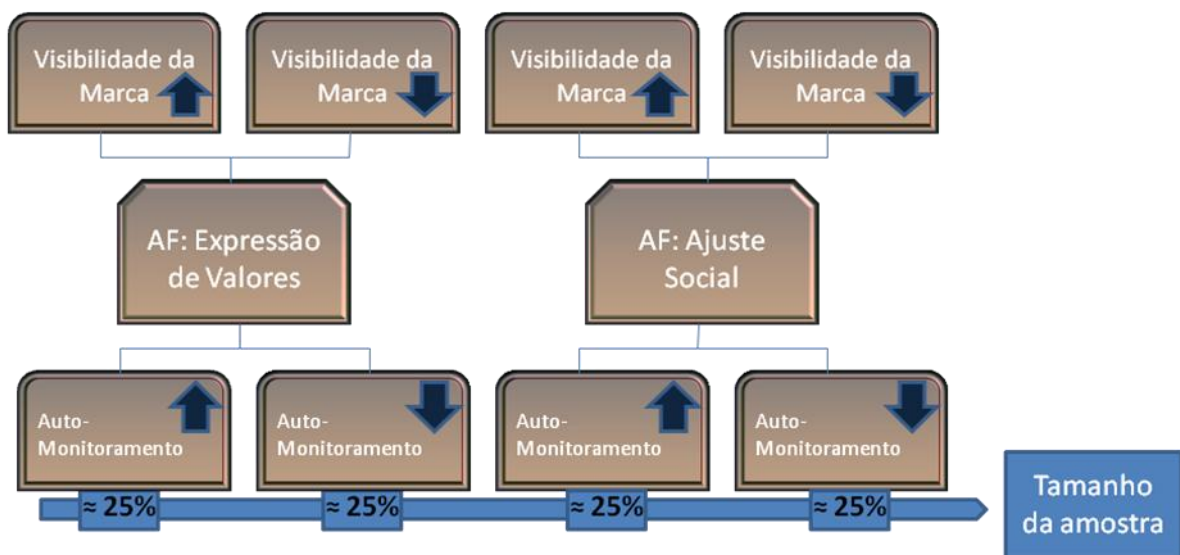 Visibilidade da
Marca
Visibilidade da
Marca
Visibilidade da
Marca
Visibilidade da
Marca
AF: Expressão
de Valores
AF: Ajuste
Social
Auto-
Monitoramento
Auto-
Monitoramento
Auto-
Monitoramento
Auto-
Monitoramento
≈ 25%
≈ 25%
≈ 25%
≈ 25%
Tamanho
da amostra